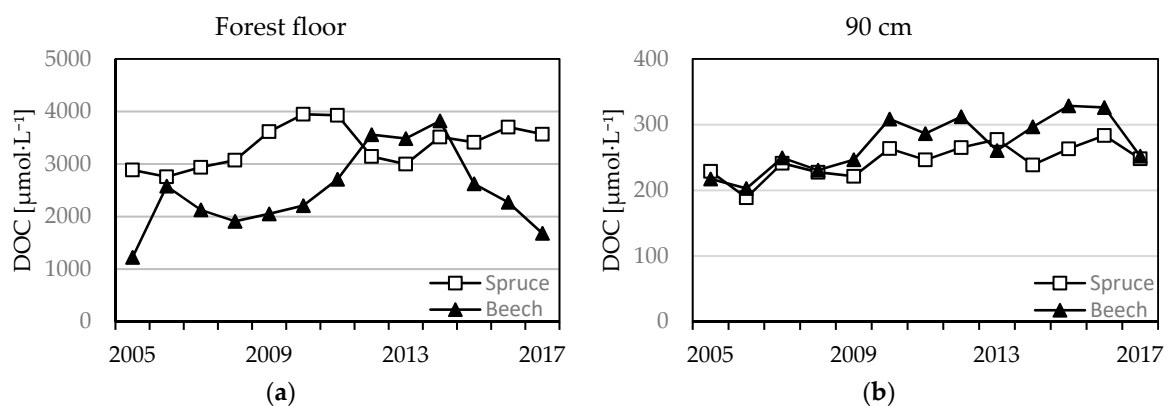 Forest floor
DOC [µmol·L⁻¹]
5000
4000
3000
2000
1000
0
Spruce
Beech
2005 2009 2013 2017
(a)
90 cm
DOC [µmol·L⁻¹]
400
300
200
100
0
Spruce
Beech
2005 2009 2013 2017
(b)